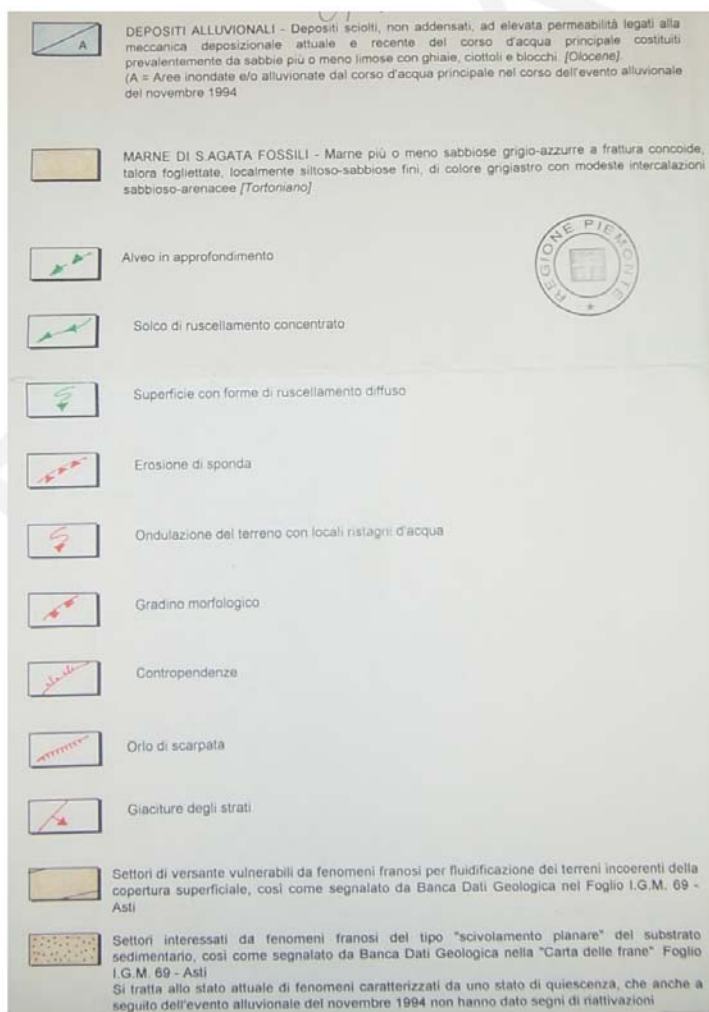 DEPOSITI ALLUVIONALI - Depositi sciolti, non addensati, ad elevata permeabilità legati alla
meccanica deposizionale attuale e recente del corso d'acqua principale costituiti
prevalentemente da sabbie più o meno limose con ghiaie, ciottoli e blocchi. [Olocene].
(A = Aree inondate e/o alluvionate dal corso d'acqua principale nel corso dell'evento alluvionale
del novembre 1994
A
MARNE DI S.AGATA FOSSILI - Marne più o meno sabbiose grigio-azzurre a frattura concoide,
talora fogliettate, localmente siltoso-sabbiose fini, di colore grigiastro con modeste intercalazioni
sabbioso-arenacee [Tortoniano]
REGIONE PIEMONTE
Alveo in approfondimento
Solco di ruscellamento concentrato
Superficie con forme di ruscellamento diffuso
Erosione di sponda
Ondulazione del terreno con locali ristagni d'acqua
Gradino morfologico
Contropendenze
Orlo di scarpata
Giaciture degli strati
Settori di versante vulnerabili da fenomeni franosi per fluidificazione dei terreni incoerenti della
copertura superficiale, così come segnalato da Banca Dati Geologica nel Foglio I.G.M. 69 -
Asti
Settori interessati da fenomeni franosi del tipo "scivolamento planare" del substrato
sedimentario, così come segnalato da Banca Dati Geologica nella "Carta delle frane" Foglio
I.G.M. 69 - Asti
Si tratta allo stato attuale di fenomeni caratterizzati da uno stato di quiescenza, che anche a
seguito dell'evento alluvionale del novembre 1994 non hanno dato segni di riattivazioni